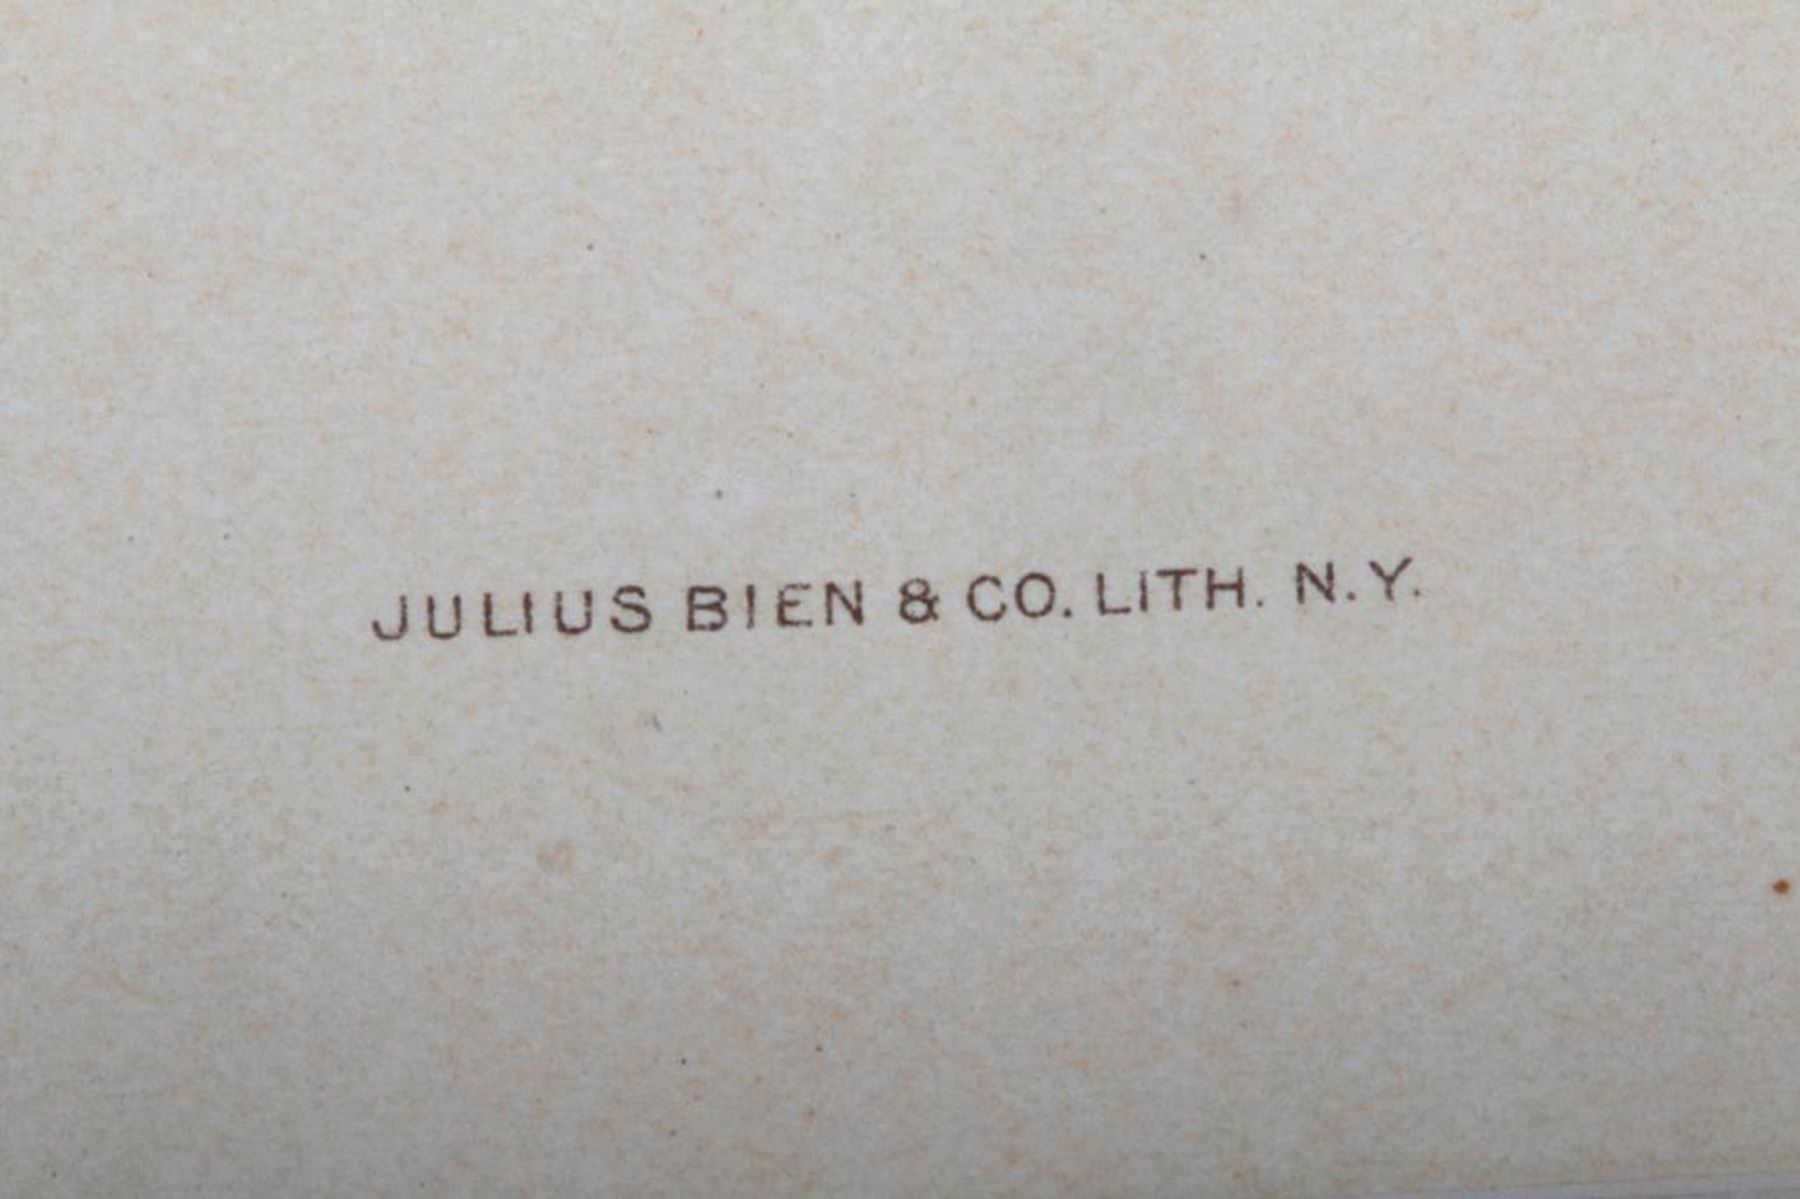 JULIUS BIEN & CO. LITH. N.Y.